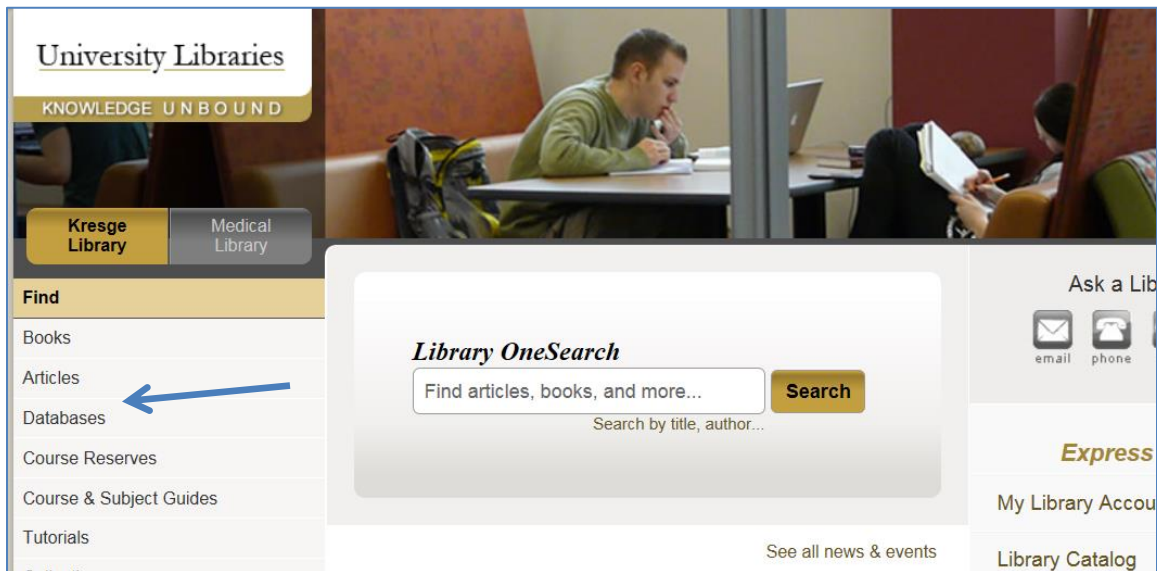 University Libraries
KNOWLEDGE UNBOUND
Kresge
Library
Medical
Library
Find
Books
Articles
Databases
Course Reserves
Course & Subject Guides
Tutorials
Library OneSearch
Find articles, books, and more...
Search
Search by title, author...
See all news & events
Ask a Lib
email phone
Express
My Library Accou
Library Catalog